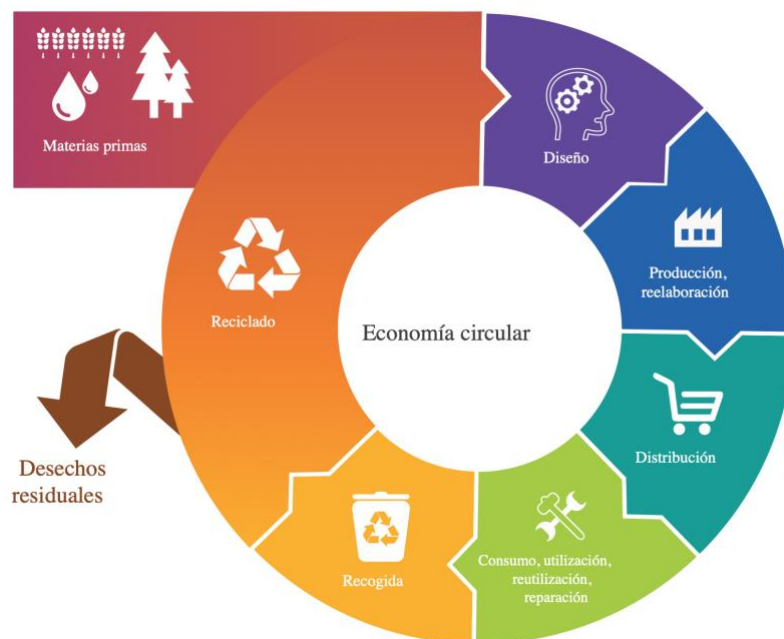 Materias primas
Diseño
Producción,
reelaboración
Reciclado
Economía circular
Distribución
Desechos
residuales
Consumo, utilización,
reutilización,
reparación
Recogida